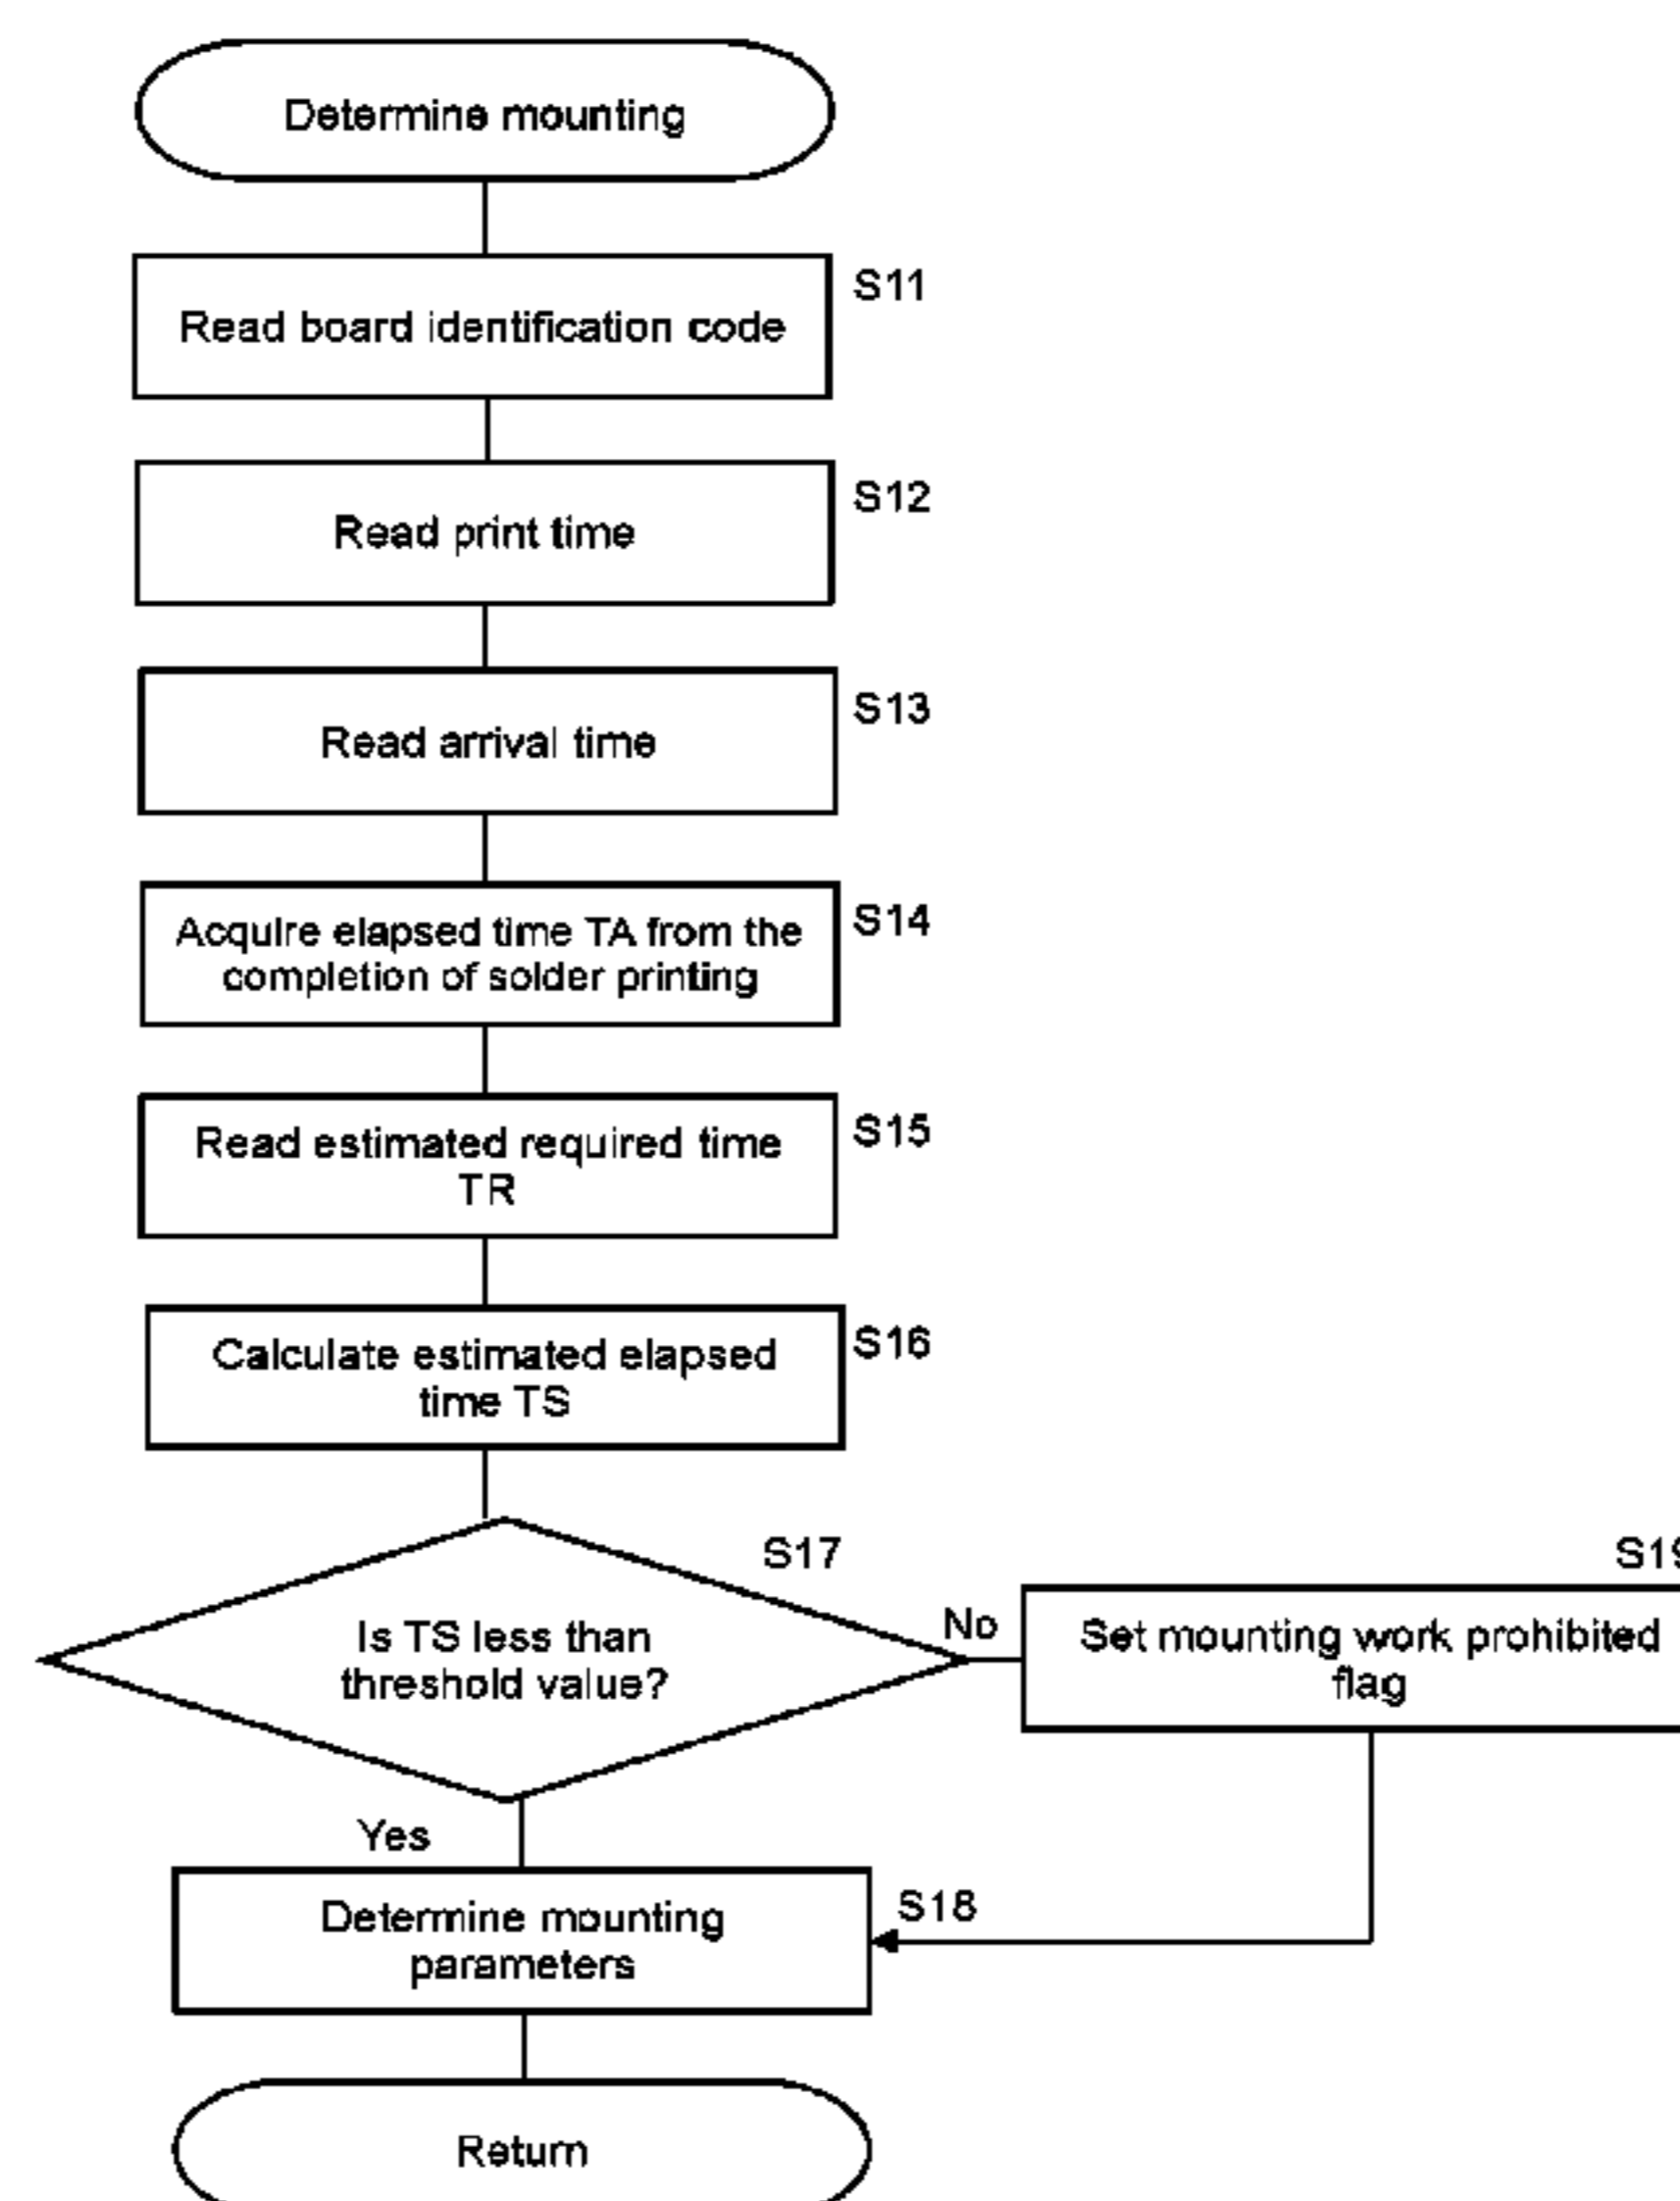 Determine mounting
S11
Read board identification code
S12
Read print time
S13
Read arrival time
S14
Acquire elapsed time TA from the
completion of solder printing
S15
Read estimated required time
TR
S16
Calculate estimated elapsed
time TS
S17
Is TS less than
threshold value?
No
S19
Set mounting work prohibited
flag
Yes
S18
Determine mounting
parameters
Return